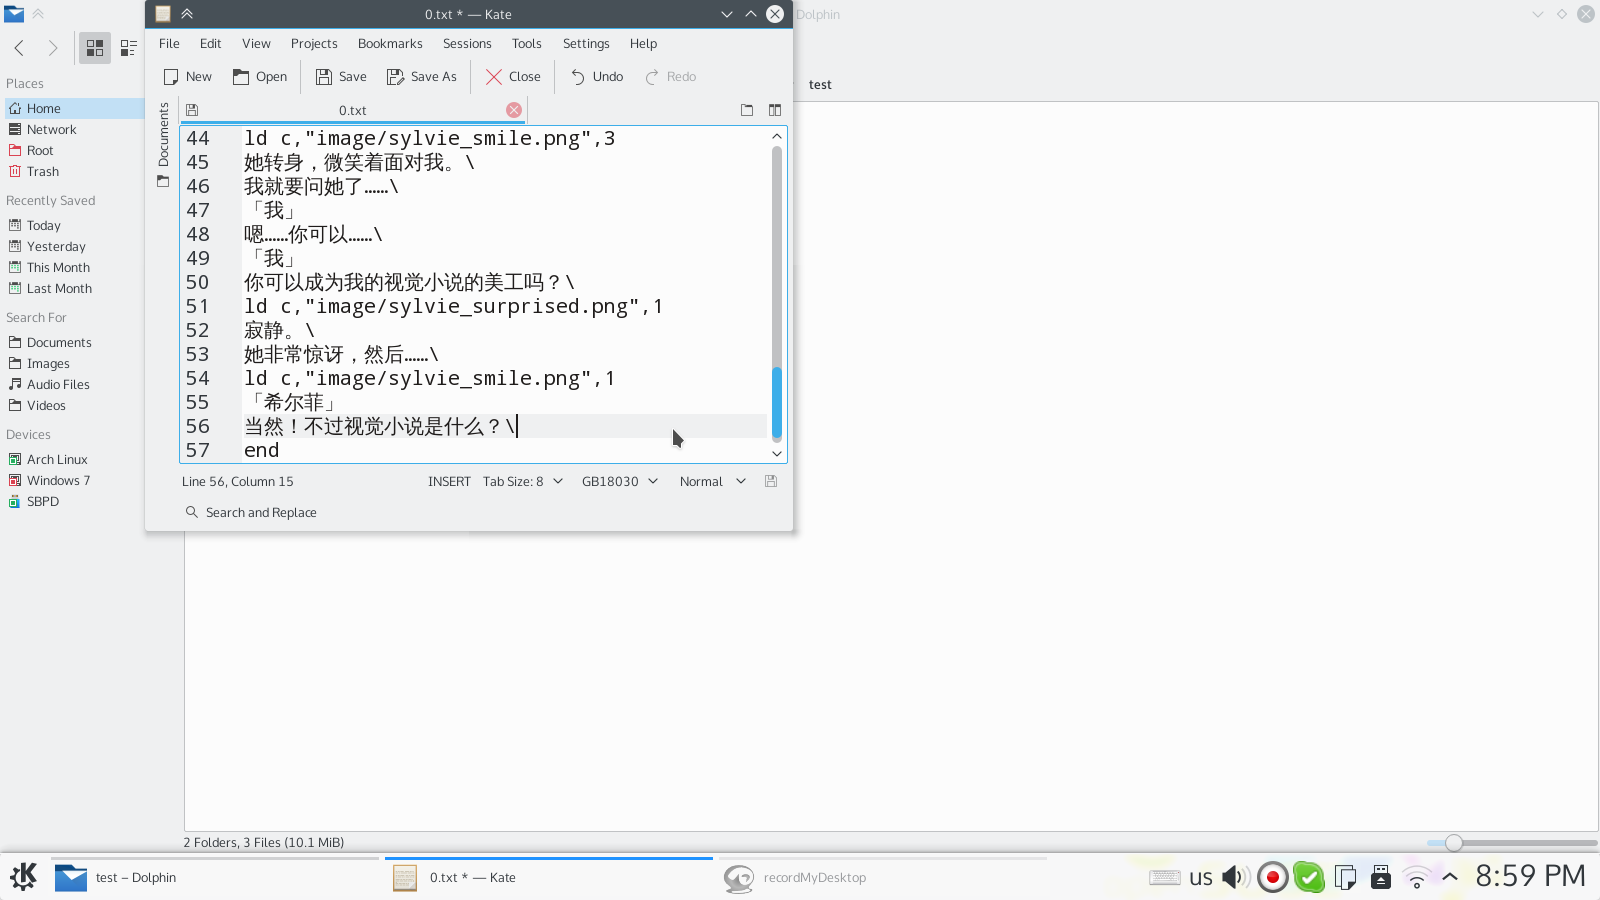 0.txt * — Kate
Dolphin
File Edit View Projects Bookmarks Sessions Tools Settings Help
New Open Save Save As Close Undo Redo
Places
Home
Network
Root
Trash
Recently Saved
Today
Yesterday
This Month
Last Month
Search For
Documents
Images
Audio Files
Videos
Devices
Arch Linux
Windows 7
SBPD
test
Documents
0.txt
44 ld c,"image/sylvie_smile.png",3
45 她转身，微笑着面对我。\
46 我就要问她了……\
47 「我」
48 嗯……你可以……\
49 「我」
50 你可以成为我的视觉小说的美工吗？\
51 ld c,"image/sylvie_surprised.png",1
52 寂静。\
53 她非常惊讶，然后……\
54 ld c,"image/sylvie_smile.png",1
55 「希尔菲」
56 当然！不过视觉小说是什么？\
57 end
Line 56, Column 15 INSERT Tab Size: 8 GB18030 Normal
Search and Replace
2 Folders, 3 Files (10.1 MiB)
test – Dolphin
0.txt * — Kate
recordMyDesktop
us
8:59 PM